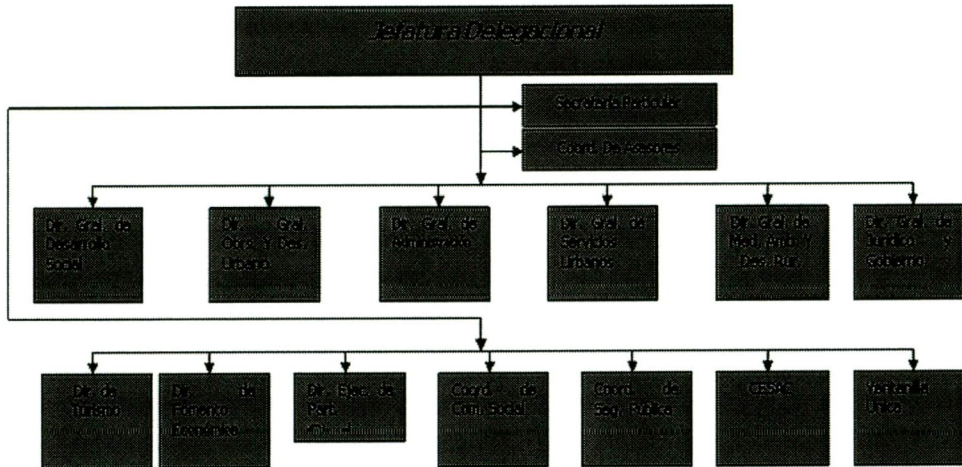 Jefatura Delegacional
Secretaria Particular
Coord. De Asesores
Dir. Gral. de
Desarrollo
Social
Dir. Gral.
Obrs. Y Des.
Urbano
Dir. Gral. de
Administración
Dir. Gral. de
Servicios
Urbanos
Dir. Gral. de
Med. Amb. Y
Des. Rur.
Dir. Gral. de
Jurídico y
Gobierno
Dir. de
Turismo
Dir. de
Fomento
Económico
Dir. Ejec. de
Part.
Coord. de
Com. Social
Coord. de
Seg. Pública
CESAC
Ventanilla
Unica